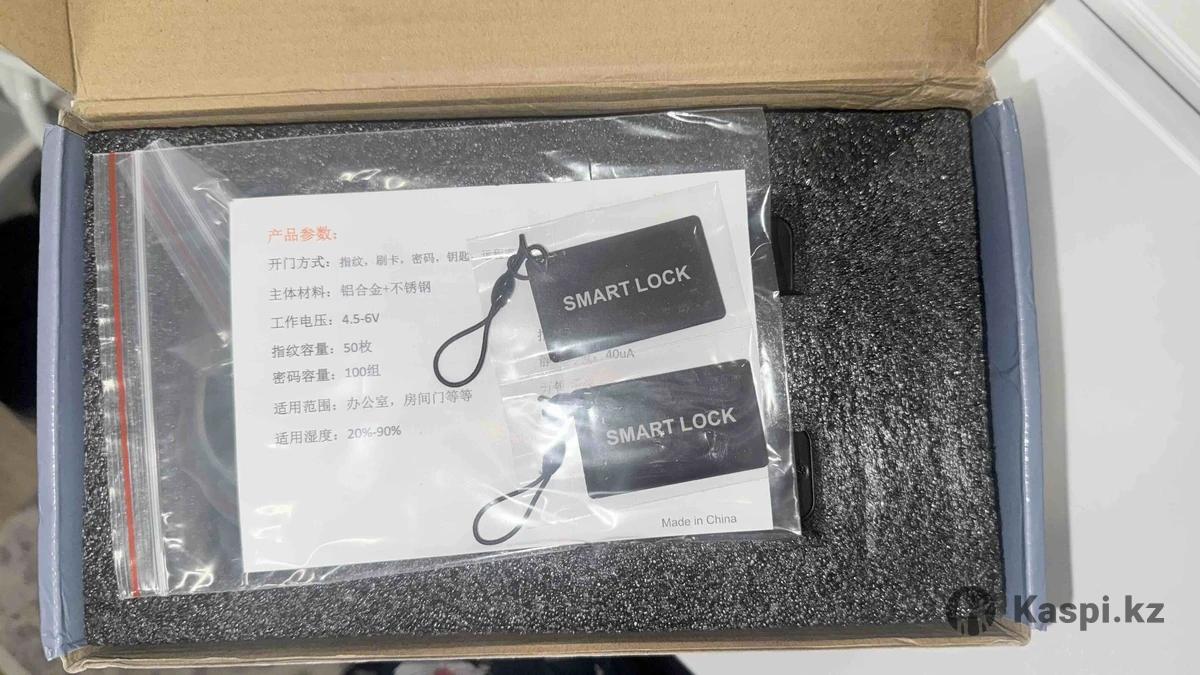 产品参数：
开门方式：指纹，刷卡，密码，钥匙，
主体材料：铝合金+不锈钢
工作电压：4.5-6V
指纹容量：50枚
密码容量：100组
适用范围：办公室，房间门等等
适用湿度：20%-90%
40uA
SMART LOCK
SMART LOCK
Made in China
Kaspi.kz